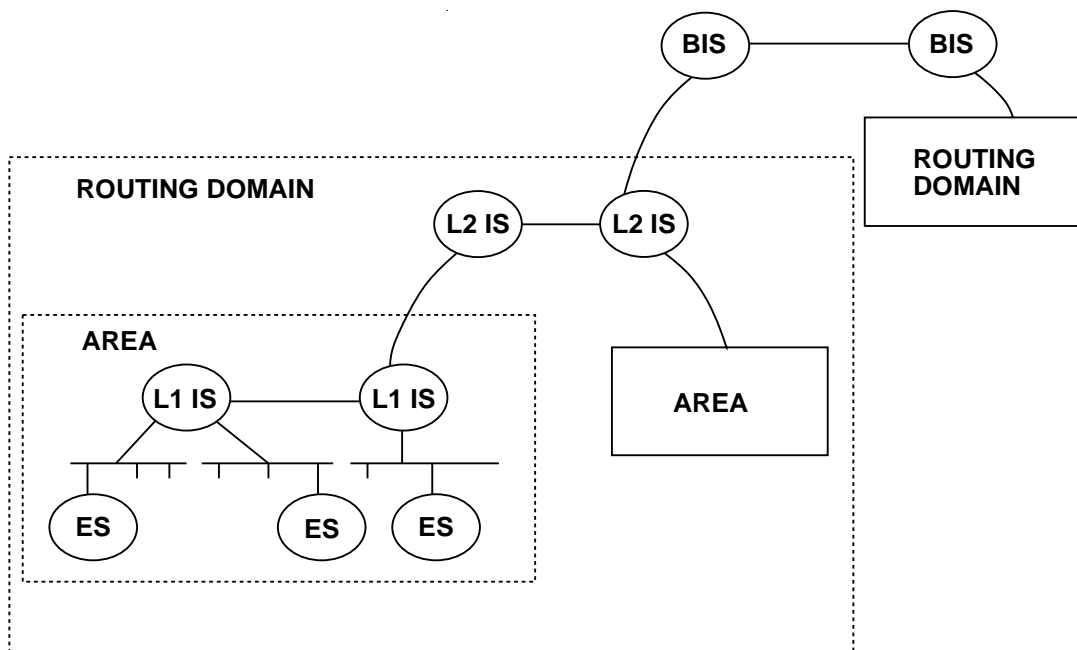 BIS
BIS
ROUTING
DOMAIN
ROUTING DOMAIN
L2 IS
L2 IS
AREA
L1 IS
L1 IS
AREA
ES
ES
ES